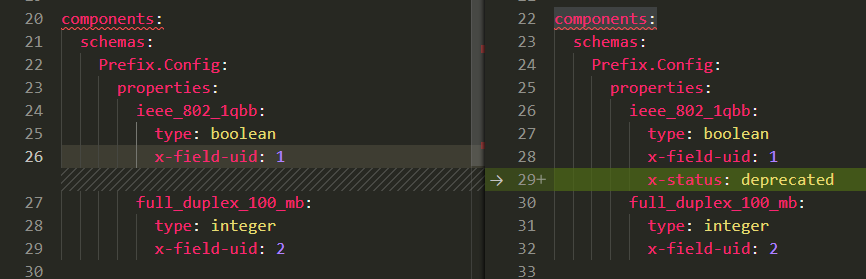 20 components:
21 schemas:
22 Prefix.Config:
23 properties:
24 ieee_802_1qbb:
25 type: boolean
26 x-field-uid: 1
27 full_duplex_100_mb:
28 type: integer
29 x-field-uid: 2
30
22 components:
23 schemas:
24 Prefix.Config:
25 properties:
26 ieee_802_1qbb:
27 type: boolean
28 x-field-uid: 1
→ 29+ x-status: deprecated
30 full_duplex_100_mb:
31 type: integer
32 x-field-uid: 2
33